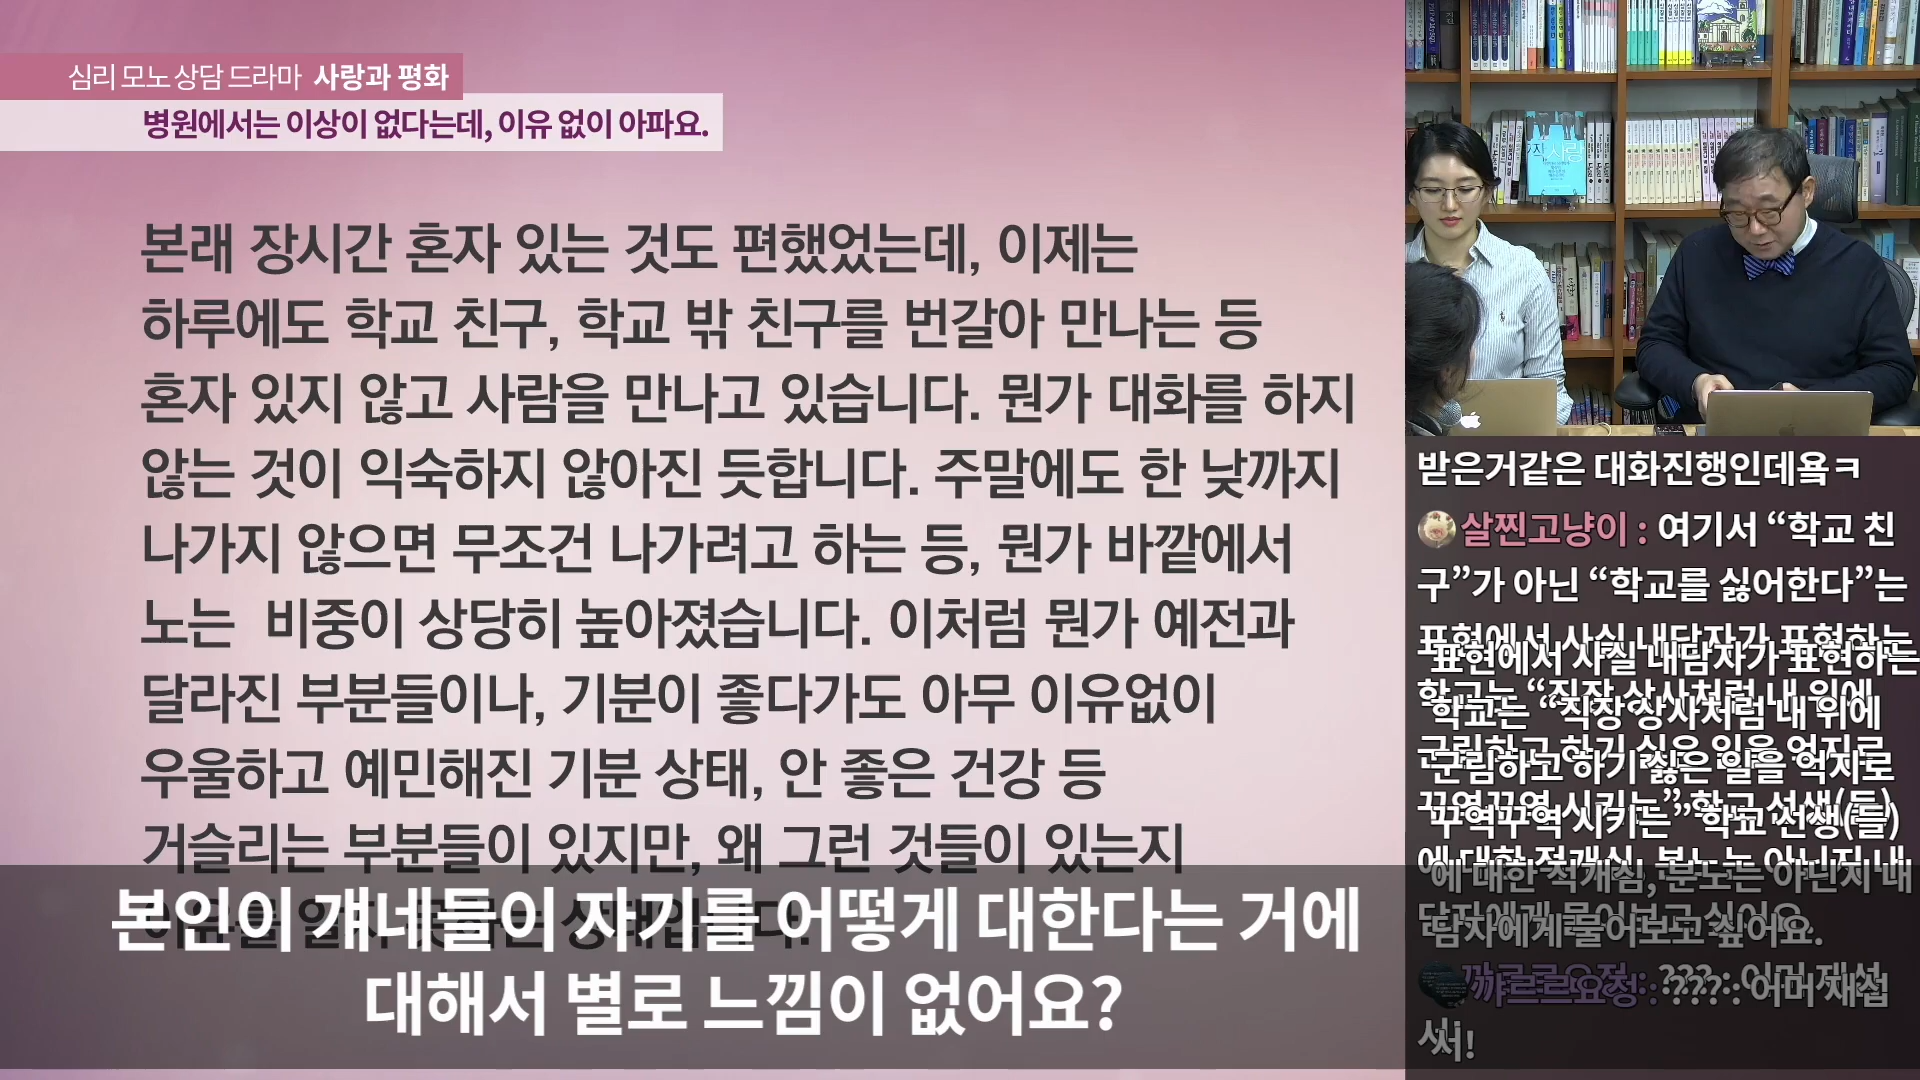 심리 모노 상담 드라마 사랑과 평화
병원에서는 이상이 없다는데, 이유 없이 아파요.
본래 장시간 혼자 있는 것도 편했었는데, 이제는
하루에도 학교 친구, 학교 밖 친구를 번갈아 만나는 등
혼자 있지 않고 사람을 만나고 있습니다. 뭔가 대화를 하지
않는 것이 익숙하지 않아진 듯합니다. 주말에도 한 낮까지
나가지 않으면 무조건 나가려고 하는 등, 뭔가 바깥에서
노는 비중이 상당히 높아졌습니다. 이처럼 뭔가 예전과
달라진 부분들이나, 기분이 좋다가도 아무 이유없이
우울하고 예민해진 기분 상태, 안 좋은 건강 등
거슬리는 부분들이 있지만, 왜 그런 것들이 있는지
본인이 걔네들이 자기를 어떻게 대한다는 거에
대해서 별로 느낌이 없어요?
받은거같은 대화진행인데욬ㅋ
살찐고냥이 : 여기서 “학교 친
구”가 아닌 “학교를 싫어한다”는
표현에서 사실 내담자가 표현하는
학교는 “직장 상사처럼 내 위에
군림하고 하기 싫은 일을 억지로
꾸역꾸역 시키는” 학교 선생(들)
에 대한 적개심, 분노는 아닌지 내
담자에게 물어보고 싶어요.
꺄르르요정 : ??? : 어머 재섭
써!
직 사랑